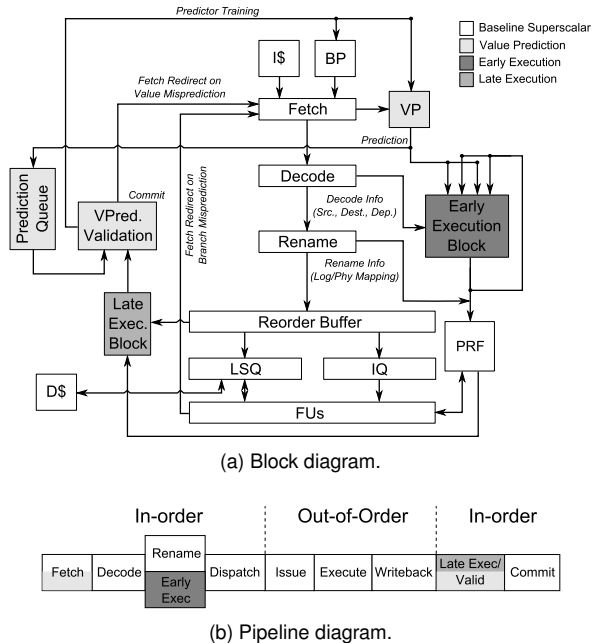 Predictor Training
Baseline Superscalar
Value Prediction
Early Execution
Late Execution
I$
BP
Fetch Redirect on
Value Misprediction
Fetch
VP
Prediction
Prediction
Queue
Commit
VPred.
Validation
Fetch Redirect on
Branch Misprediction
Decode
Decode Info
(Src., Dest., Dep.)
Early
Execution
Block
Rename
Rename Info
(Log/Phy Mapping)
Late
Exec.
Block
Reorder Buffer
PRF
LSQ
IQ
D$
FUs
(a) Block diagram.
In-order
Out-of-Order
In-order
Fetch
Decode
Rename
Early
Exec
Dispatch
Issue
Execute
Writeback
Late Exec/
Valid
Commit
(b) Pipeline diagram.